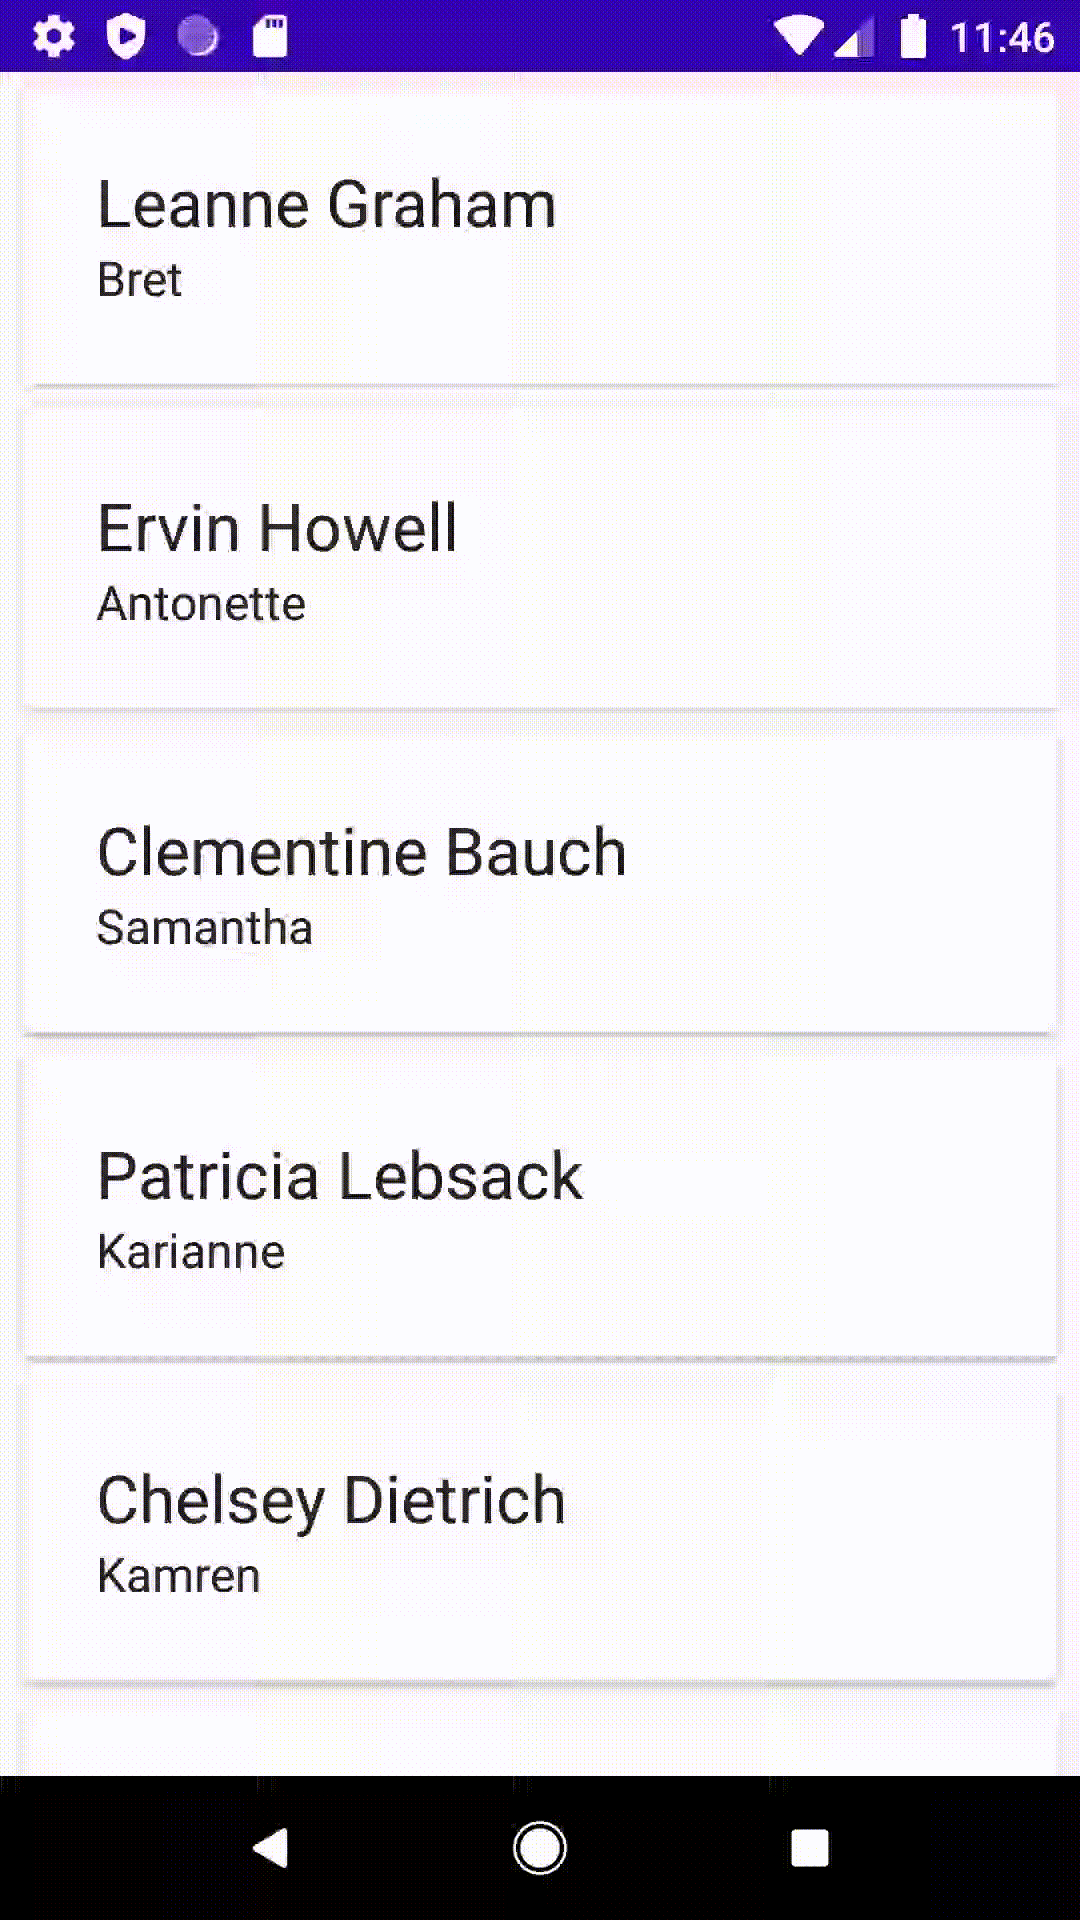 11:46
Leanne Graham
Bret
Ervin Howell
Antonette
Clementine Bauch
Samantha
Patricia Lebsack
Karianne
Chelsey Dietrich
Kamren